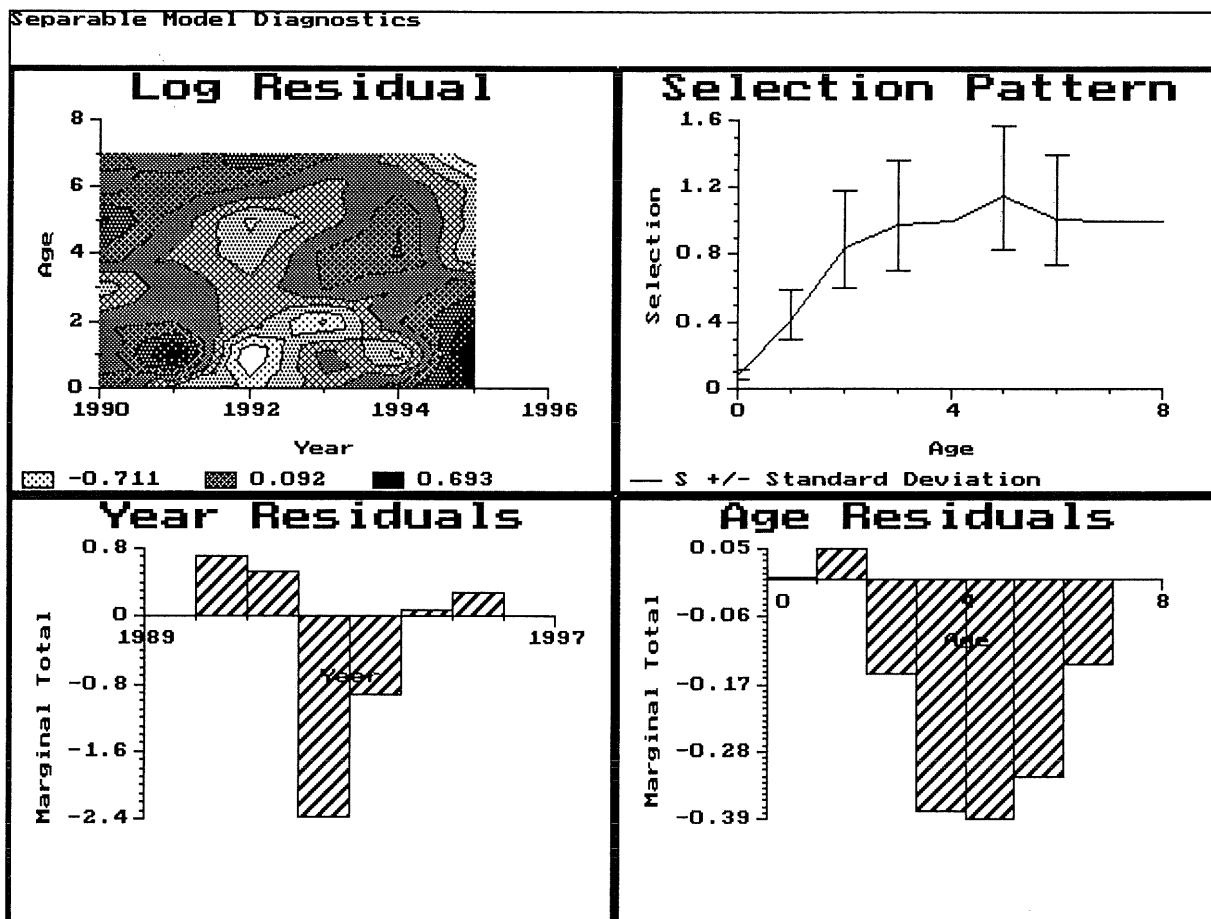 Separable Model Diagnostics
Log Residual
8
6
4
2
0
Age
1990 1992 1994 1996
Year
-0.711 0.092 0.693
Selection Pattern
1.6
1.2
0.8
0.4
0
Selection
0 4 8
Age
S +/- Standard Deviation
Year Residuals
0.8
0
-0.8
-1.6
-2.4
Marginal Total
1989 1997
Year
Age Residuals
0.05
-0.06
-0.17
-0.28
-0.39
Marginal Total
0 4 8
Age